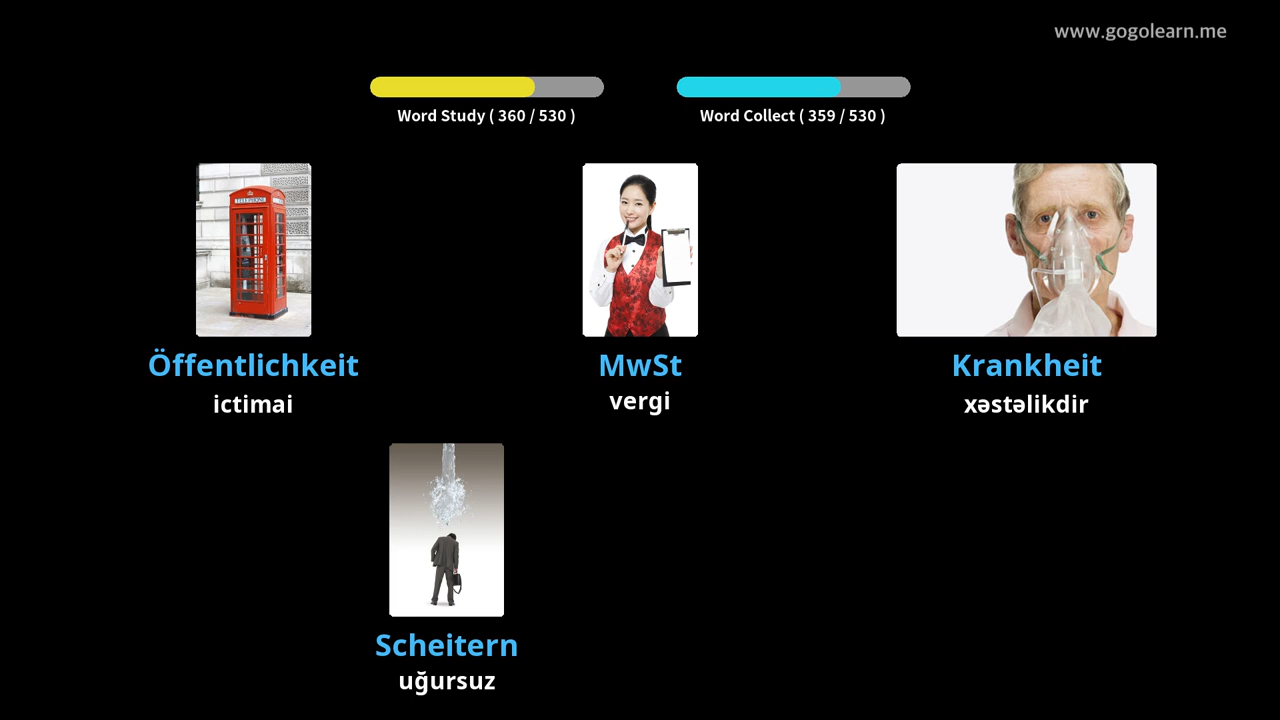 www.gogolearn.me
Word Study ( 360 / 530 )
Word Collect ( 359 / 530 )
TELEPHONE
Öffentlichkeit
ictimai
MwSt
vergi
Krankheit
xəstəlikdir
Scheitern
uğursuz